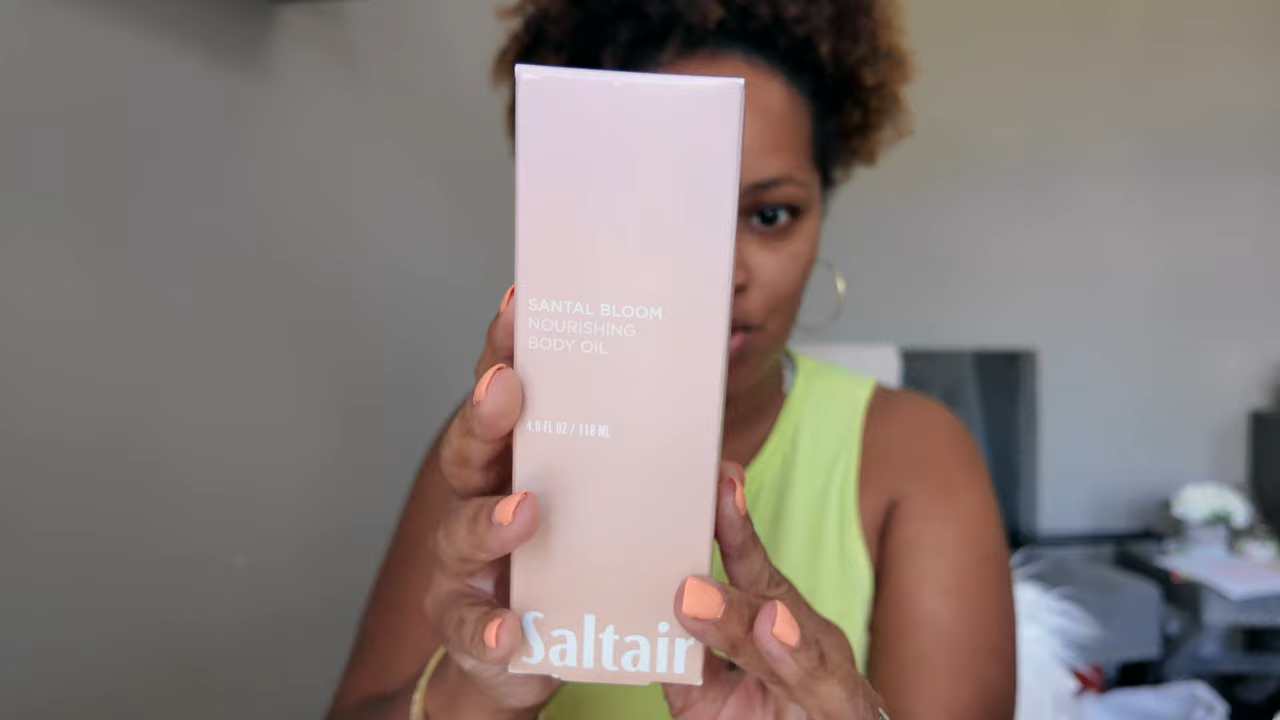 SANTAL BLOOM
NOURISHING
BODY OIL
4.0 FL OZ / 118 ML
Saltair